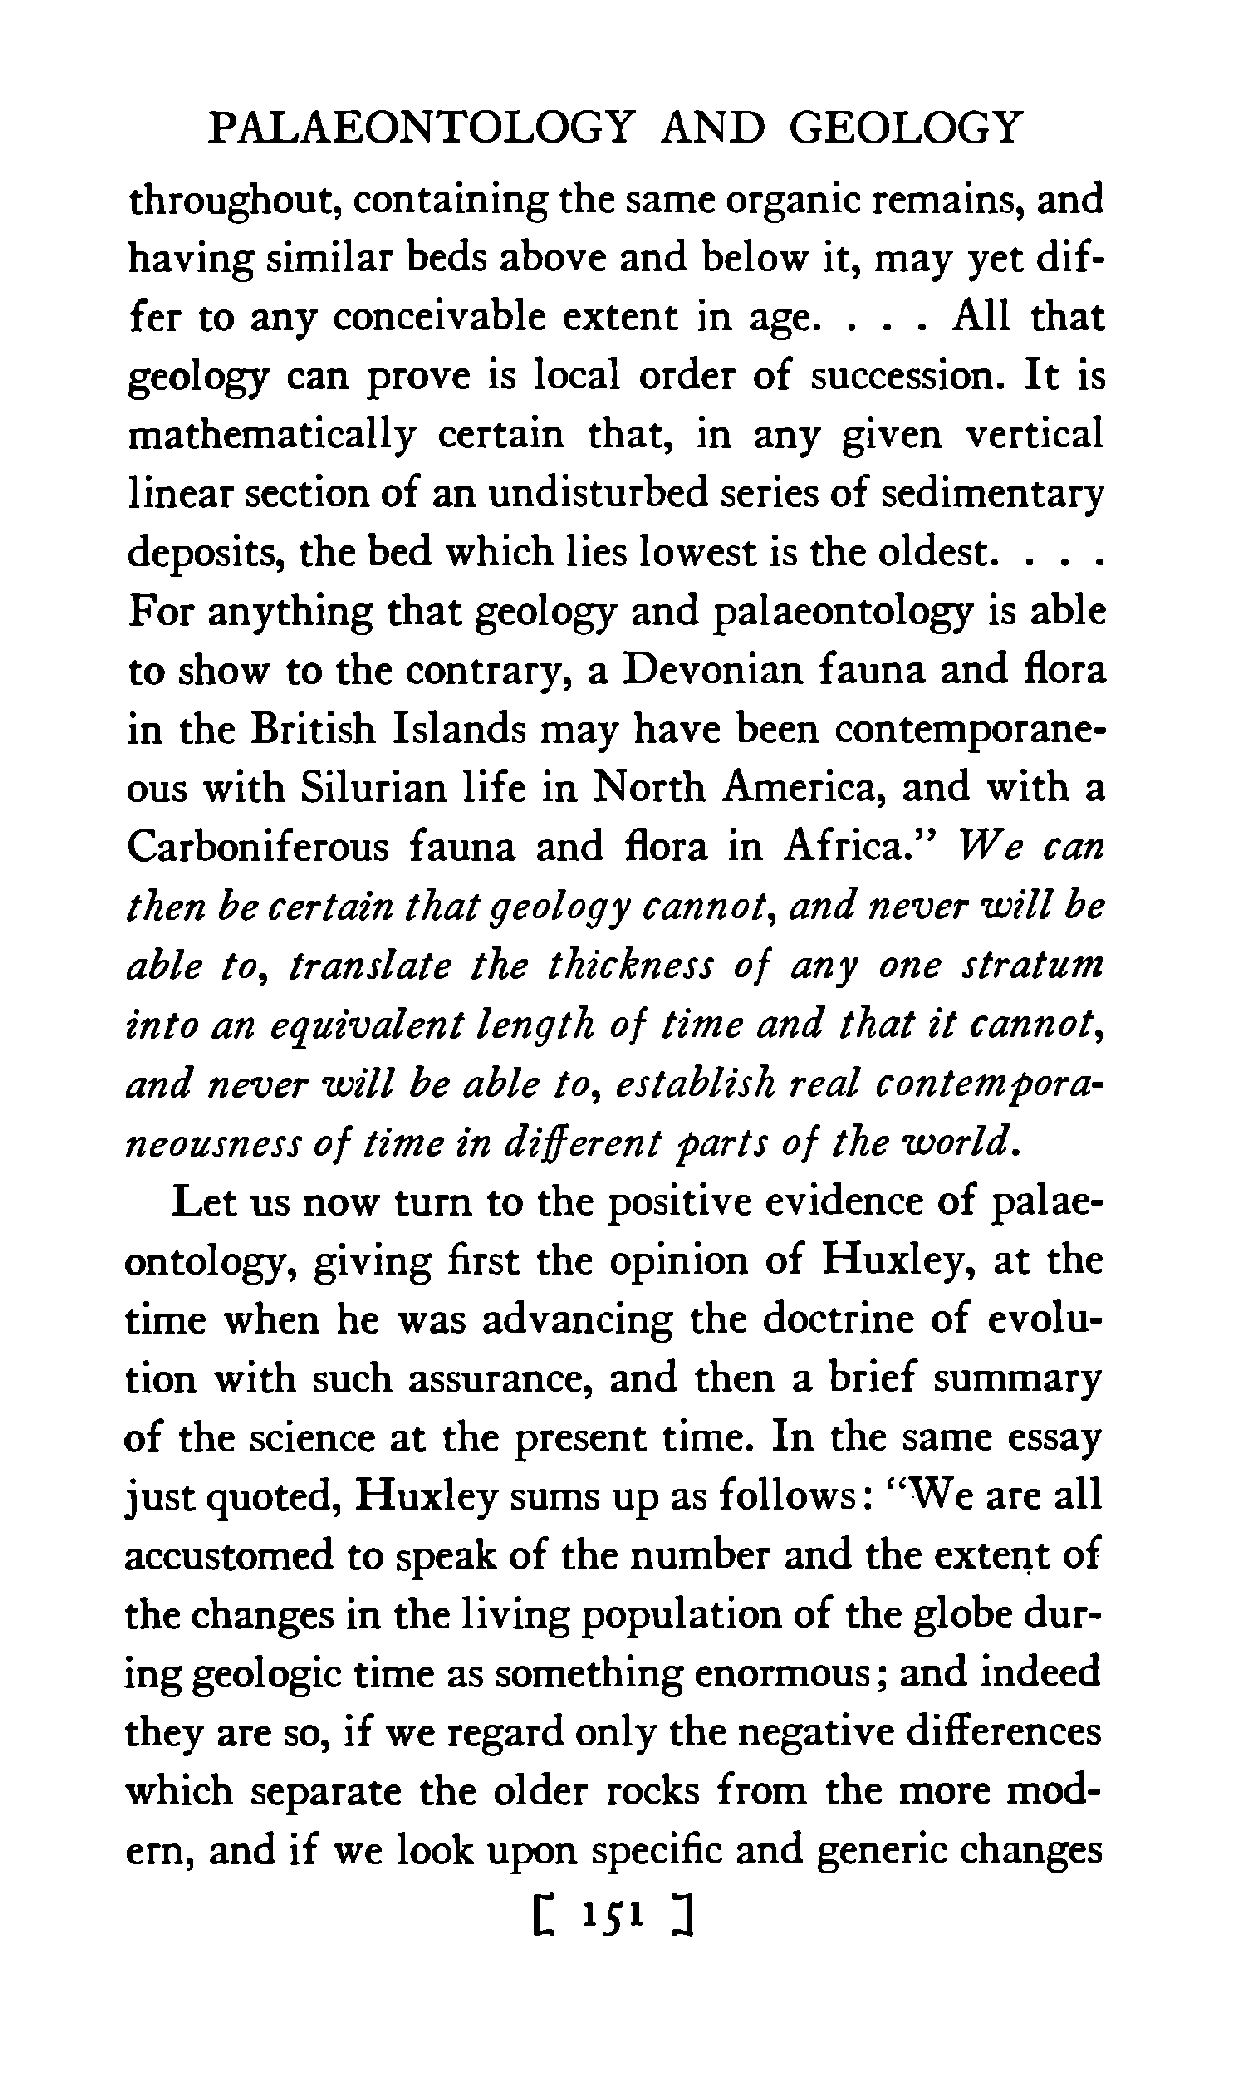 PALAEONTOLOGY AND GEOLOGY
throughout, containing the same organic remains, and
having similar beds above and below it, may yet dif-
fer to any conceivable extent in age. . . . All that
geology can prove is local order of succession. It is
mathematically certain that, in any given vertical
linear section of an undisturbed series of sedimentary
deposits, the bed which lies lowest is the oldest. . . .
For anything that geology and palaeontology is able
to show to the contrary, a Devonian fauna and flora
in the British Islands may have been contemporane-
ous with Silurian life in North America, and with a
Carboniferous fauna and flora in Africa.” We can
then be certain that geology cannot, and never will be
able to, translate the thickness of any one stratum
into an equivalent length of time and that it cannot,
and never will be able to, establish real contempora-
neousness of time in different parts of the world.
Let us now turn to the positive evidence of palae-
ontology, giving first the opinion of Huxley, at the
time when he was advancing the doctrine of evolu-
tion with such assurance, and then a brief summary
of the science at the present time. In the same essay
just quoted, Huxley sums up as follows: “We are all
accustomed to speak of the number and the extent of
the changes in the living population of the globe dur-
ing geologic time as something enormous; and indeed
they are so, if we regard only the negative differences
which separate the older rocks from the more mod-
ern, and if we look upon specific and generic changes
[ 151 ]